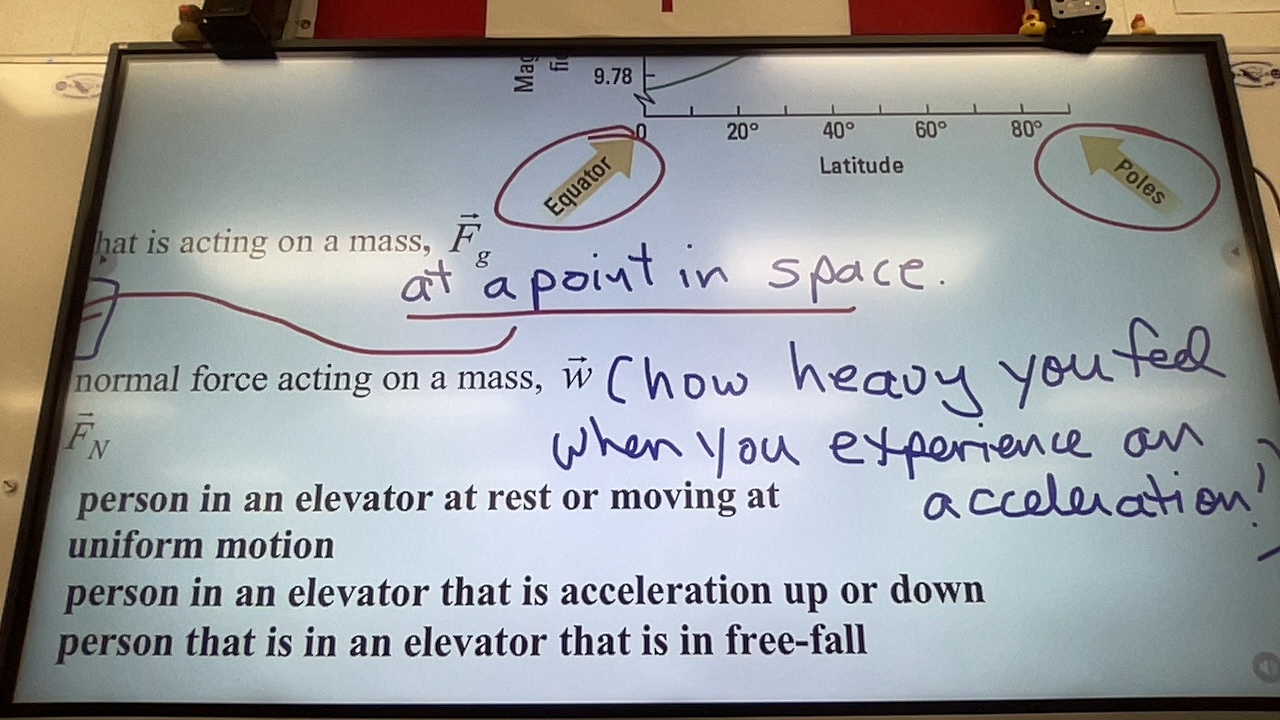 9.78
0 20° 40° 60° 80°
Latitude
Equator
Poles
hat is acting on a mass, F⃗g
at a point in space.
normal force acting on a mass, w⃗ (how heavy you feel
F⃗N
when you experience an
acceleration!)
person in an elevator at rest or moving at
uniform motion
person in an elevator that is acceleration up or down
person that is in an elevator that is in free-fall